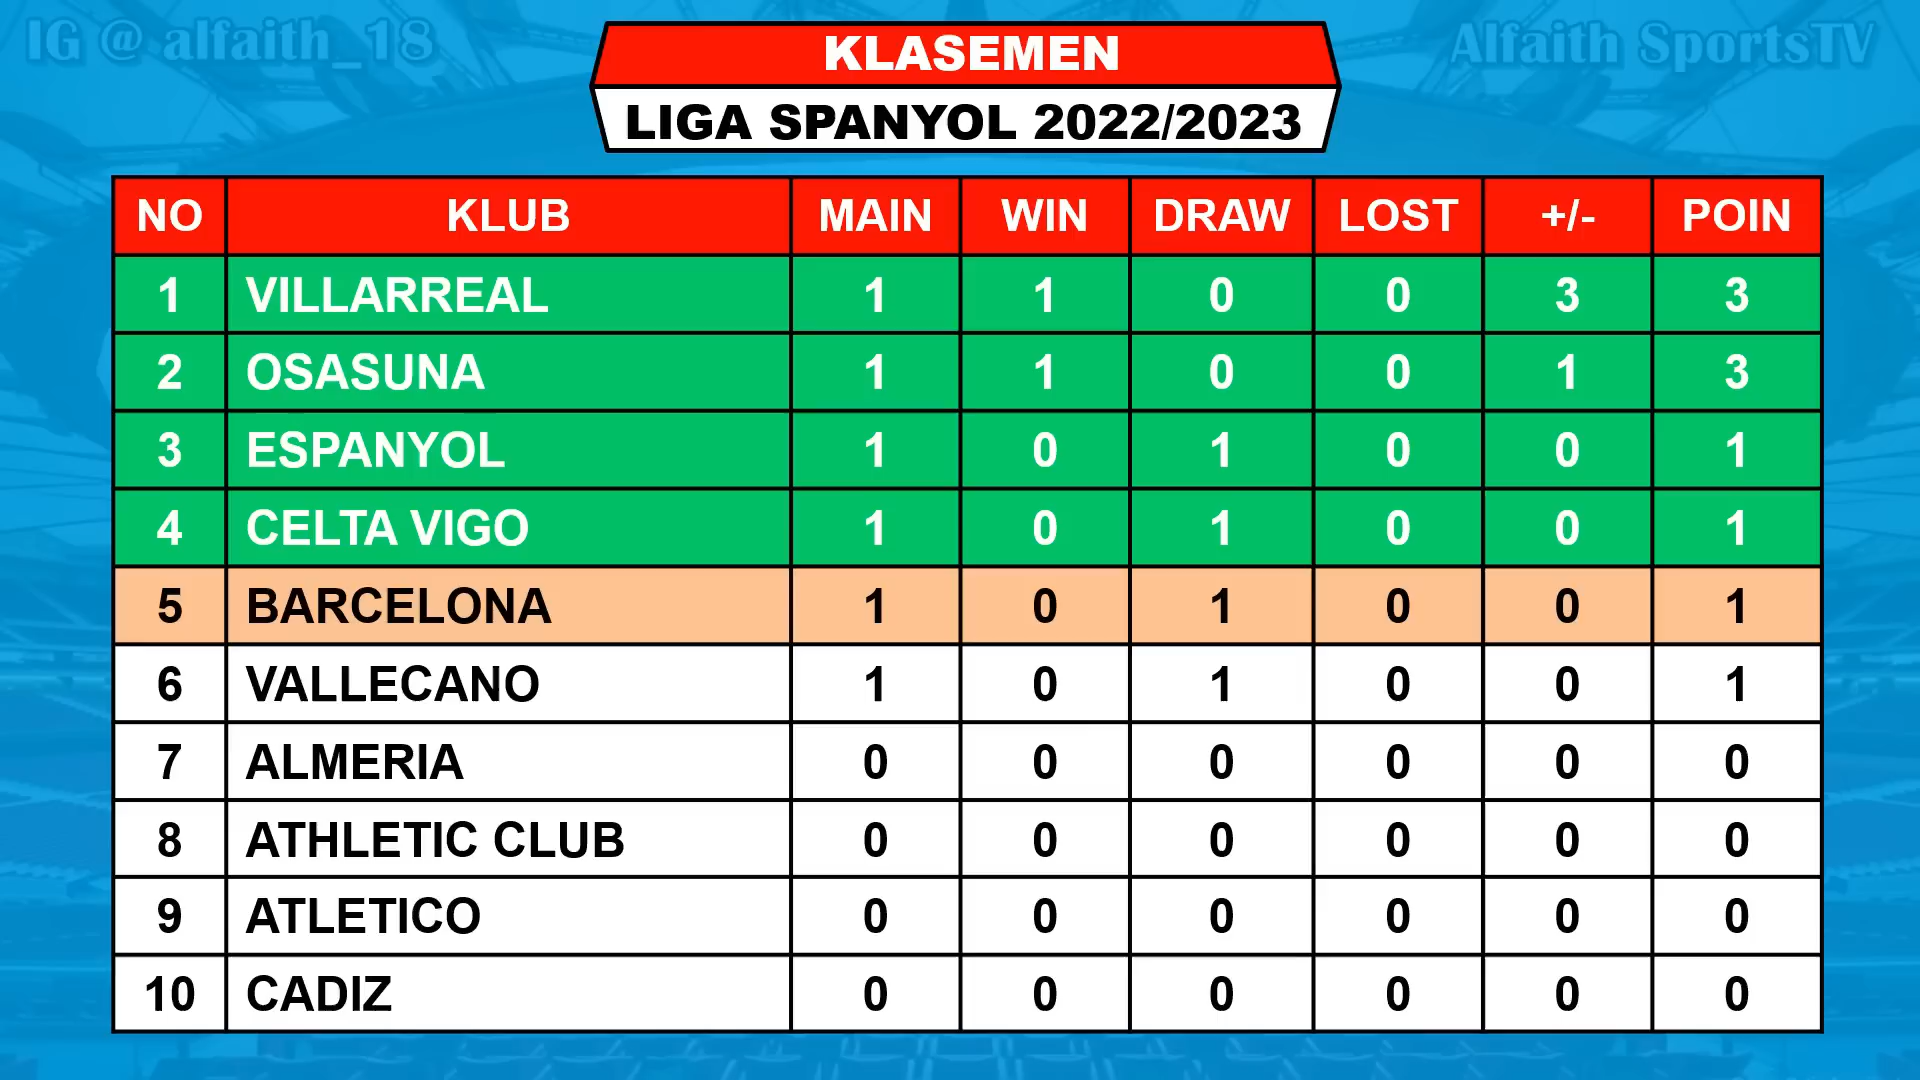 IG @ alfaith_18
KLASEMEN
Alfaith SportsTV
LIGA SPANYOL 2022/2023
NO KLUB MAIN WIN DRAW LOST +/- POIN
1 VILLARREAL 1 1 0 0 3 3
2 OSASUNA 1 1 0 0 1 3
3 ESPANYOL 1 0 1 0 0 1
4 CELTA VIGO 1 0 1 0 0 1
5 BARCELONA 1 0 1 0 0 1
6 VALLECANO 1 0 1 0 0 1
7 ALMERIA 0 0 0 0 0 0
8 ATHLETIC CLUB 0 0 0 0 0 0
9 ATLETICO 0 0 0 0 0 0
10 CADIZ 0 0 0 0 0 0